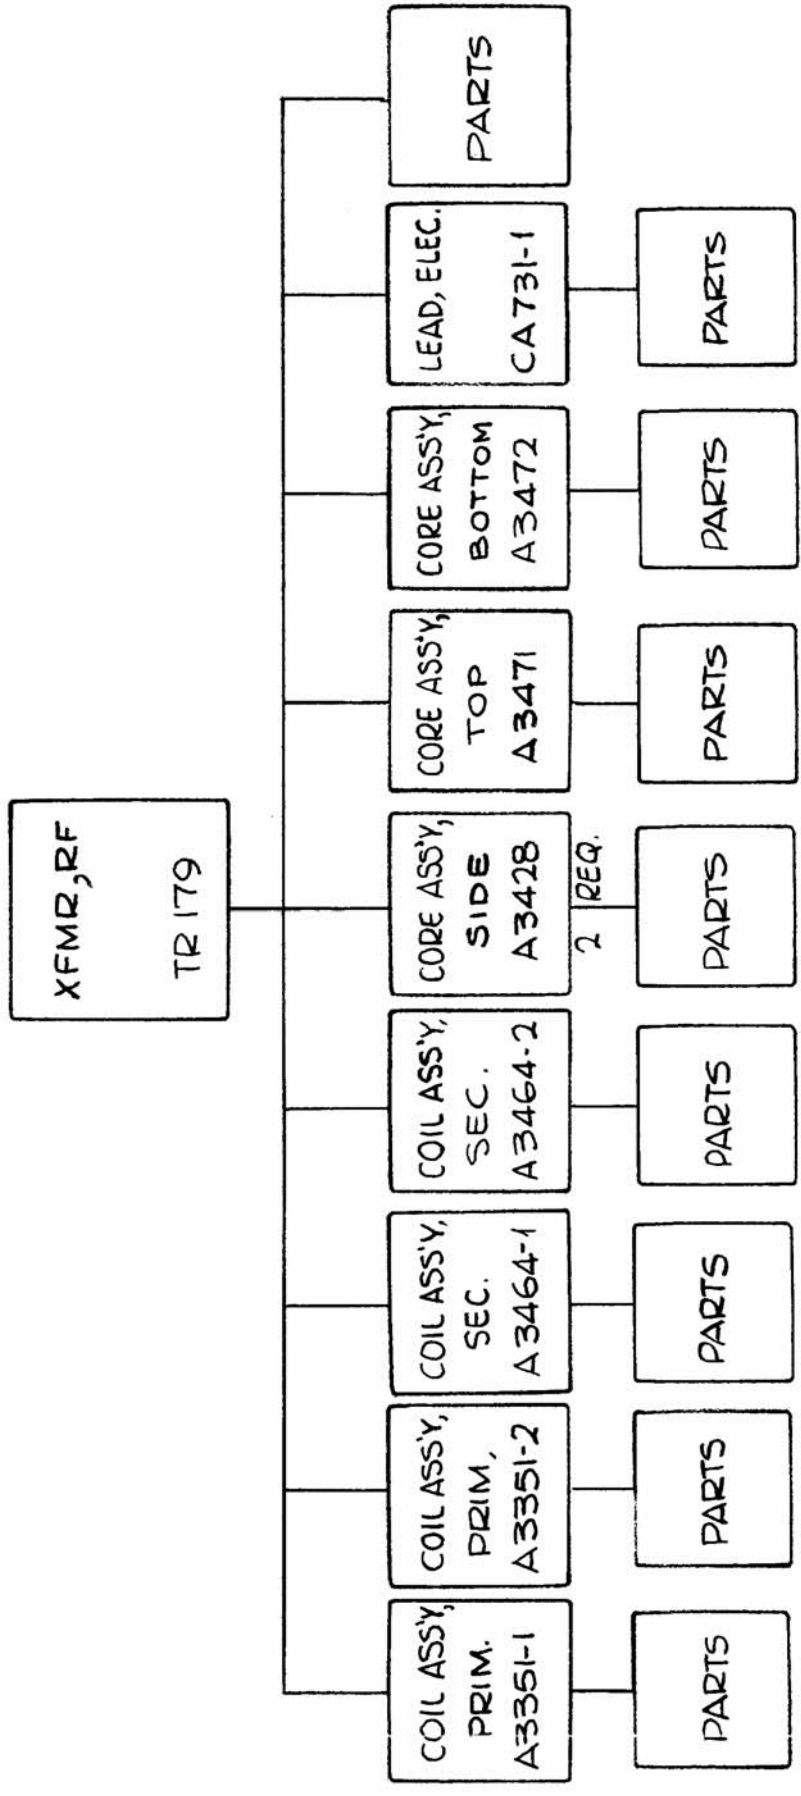 XFMR, RF
TR 179
COIL ASS'Y,
PRIM.
A3351-1
COIL ASS'Y,
PRIM,
A3351-2
COIL ASS'Y,
SEC.
A3464-1
COIL ASS'Y,
SEC.
A3464-2
CORE ASS'Y,
SIDE
A3428
CORE ASS'Y,
TOP
A3471
CORE ASS'Y,
BOTTOM
A3472
LEAD, ELEC.
CA731-1
PARTS
2 REQ.
PARTS
PARTS
PARTS
PARTS
PARTS
PARTS
PARTS
PARTS